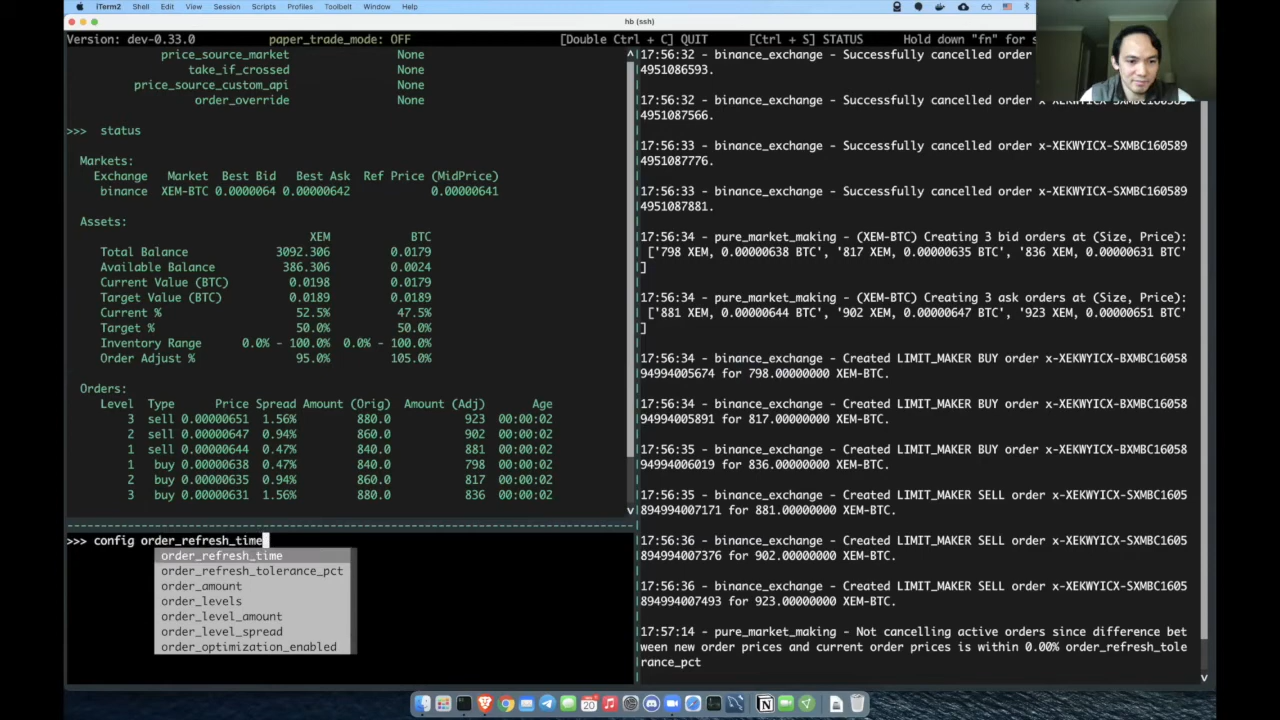 iTerm2 Shell Edit View Session Scripts Profiles Toolbelt Window Help
hb (ssh)
Version: dev-0.33.0 paper_trade_mode: OFF [Double Ctrl + C] QUIT [Ctrl + S] STATUS Hold down "fn" for s
price_source_market None
take_if_crossed None
price_source_custom_api None
order_override None
>>> status
Markets:
Exchange Market Best Bid Best Ask Ref Price (MidPrice)
binance XEM-BTC 0.0000064 0.00000642 0.00000641
Assets:
XEM BTC
Total Balance 3092.306 0.0179
Available Balance 386.306 0.0024
Current Value (BTC) 0.0198 0.0179
Target Value (BTC) 0.0189 0.0189
Current % 52.5% 47.5%
Target % 50.0% 50.0%
Inventory Range 0.0% - 100.0% 0.0% - 100.0%
Order Adjust % 95.0% 105.0%
Orders:
Level Type Price Spread Amount (Orig) Amount (Adj) Age
3 sell 0.00000651 1.56% 880.0 923 00:00:02
2 sell 0.00000647 0.94% 860.0 902 00:00:02
1 sell 0.00000644 0.47% 840.0 881 00:00:02
1 buy 0.00000638 0.47% 840.0 798 00:00:02
2 buy 0.00000635 0.94% 860.0 817 00:00:02
3 buy 0.00000631 1.56% 880.0 836 00:00:02
>>> config order_refresh_time
order_refresh_time
order_refresh_tolerance_pct
order_amount
order_levels
order_level_amount
order_level_spread
order_optimization_enabled
17:56:32 - binance_exchange - Successfully cancelled order
4951086593.
17:56:32 - binance_exchange - Successfully cancelled order x-XEKWYICX-SXMBC160589
4951087566.
17:56:33 - binance_exchange - Successfully cancelled order x-XEKWYICX-SXMBC160589
4951087776.
17:56:33 - binance_exchange - Successfully cancelled order x-XEKWYICX-SXMBC160589
4951087881.
17:56:34 - pure_market_making - (XEM-BTC) Creating 3 bid orders at (Size, Price):
['798 XEM, 0.00000638 BTC', '817 XEM, 0.00000635 BTC', '836 XEM, 0.00000631 BTC'
]
17:56:34 - pure_market_making - (XEM-BTC) Creating 3 ask orders at (Size, Price):
['881 XEM, 0.00000644 BTC', '902 XEM, 0.00000647 BTC', '923 XEM, 0.00000651 BTC'
]
17:56:34 - binance_exchange - Created LIMIT_MAKER BUY order x-XEKWYICX-BXMBC16058
94994005674 for 798.00000000 XEM-BTC.
17:56:34 - binance_exchange - Created LIMIT_MAKER BUY order x-XEKWYICX-BXMBC16058
94994005891 for 817.00000000 XEM-BTC.
17:56:35 - binance_exchange - Created LIMIT_MAKER BUY order x-XEKWYICX-BXMBC16058
94994006019 for 836.00000000 XEM-BTC.
17:56:35 - binance_exchange - Created LIMIT_MAKER SELL order x-XEKWYICX-SXMBC1605
894994007171 for 881.00000000 XEM-BTC.
17:56:35 - binance_exchange - Created LIMIT_MAKER SELL order x-XEKWYICX-SXMBC1605
894994007376 for 902.00000000 XEM-BTC.
17:56:36 - binance_exchange - Created LIMIT_MAKER SELL order x-XEKWYICX-SXMBC1605
894994007493 for 923.00000000 XEM-BTC.
17:57:14 - pure_market_making - Not cancelling active orders since difference bet
ween new order prices and current order prices is within 0.00% order_refresh_tole
rance_pct